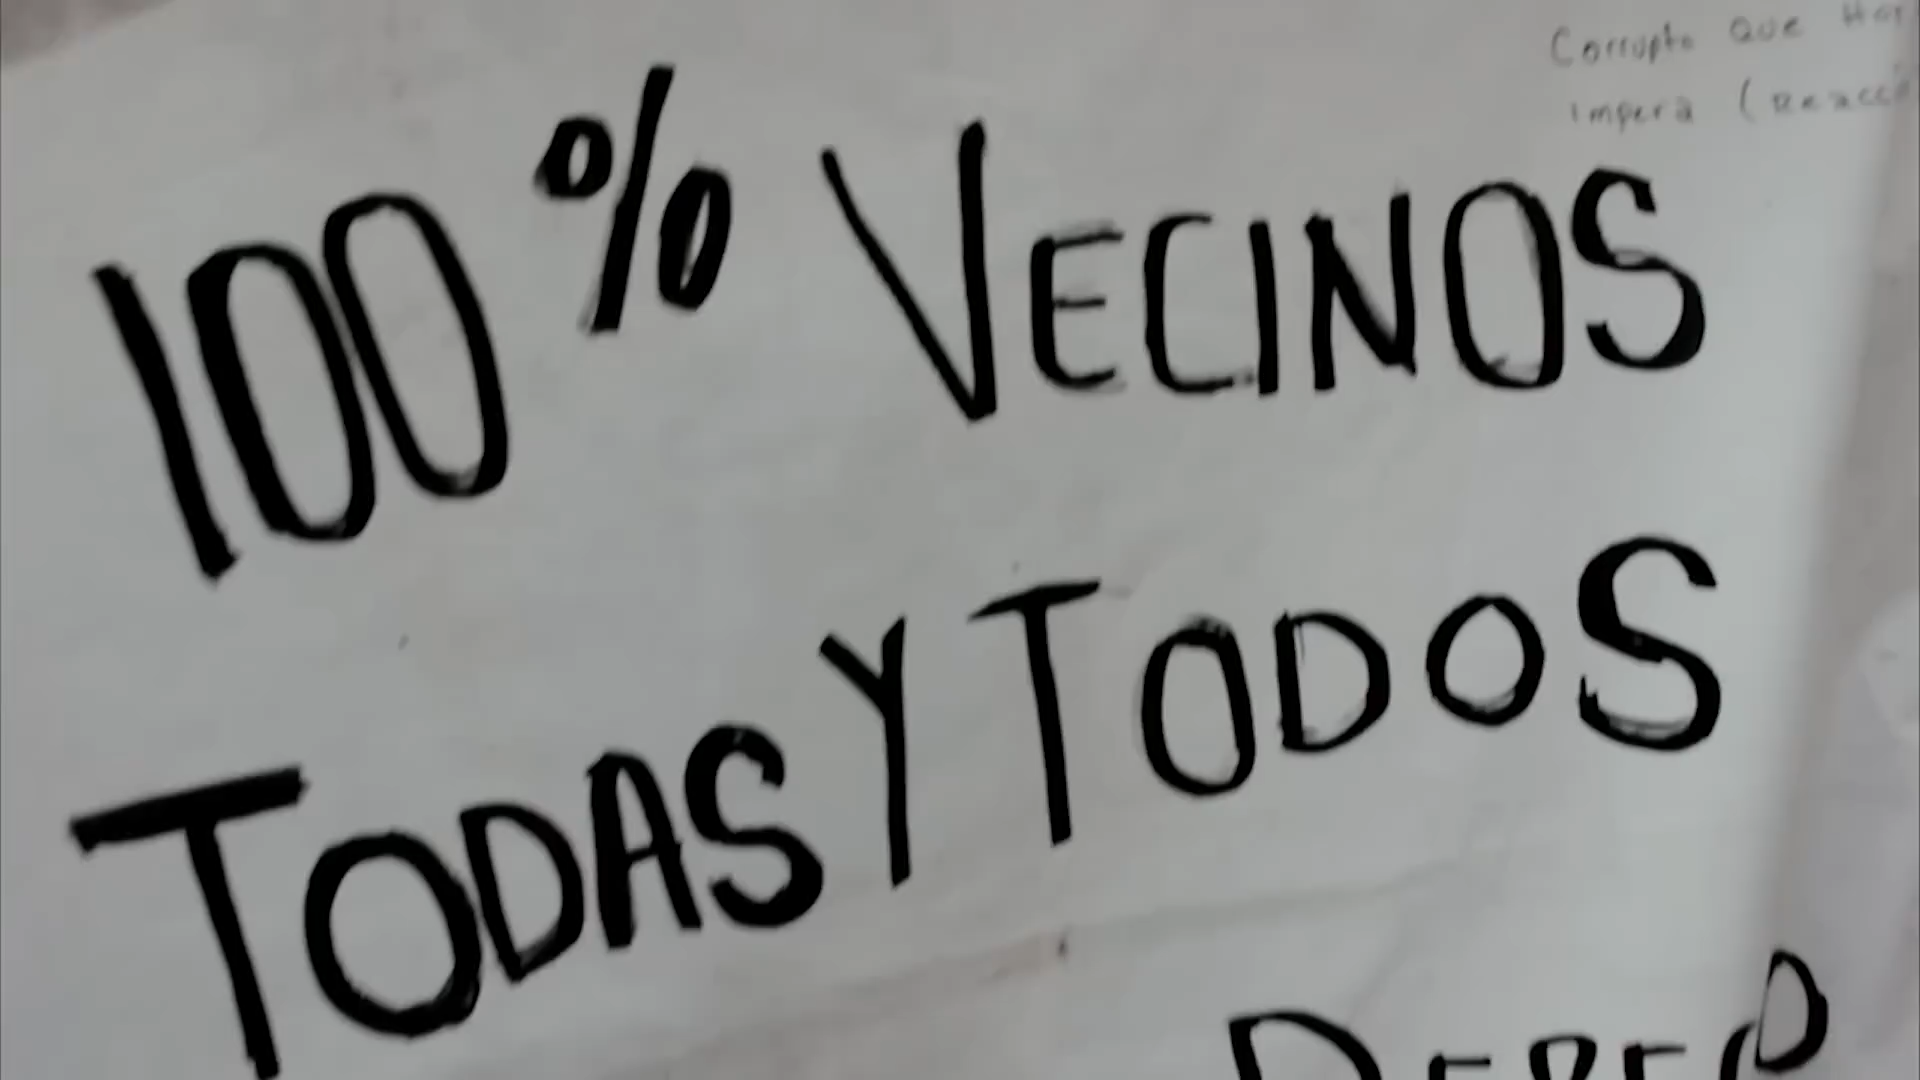 Corrupto Que
Impera
100% VECINOS
TODAS Y TODOS